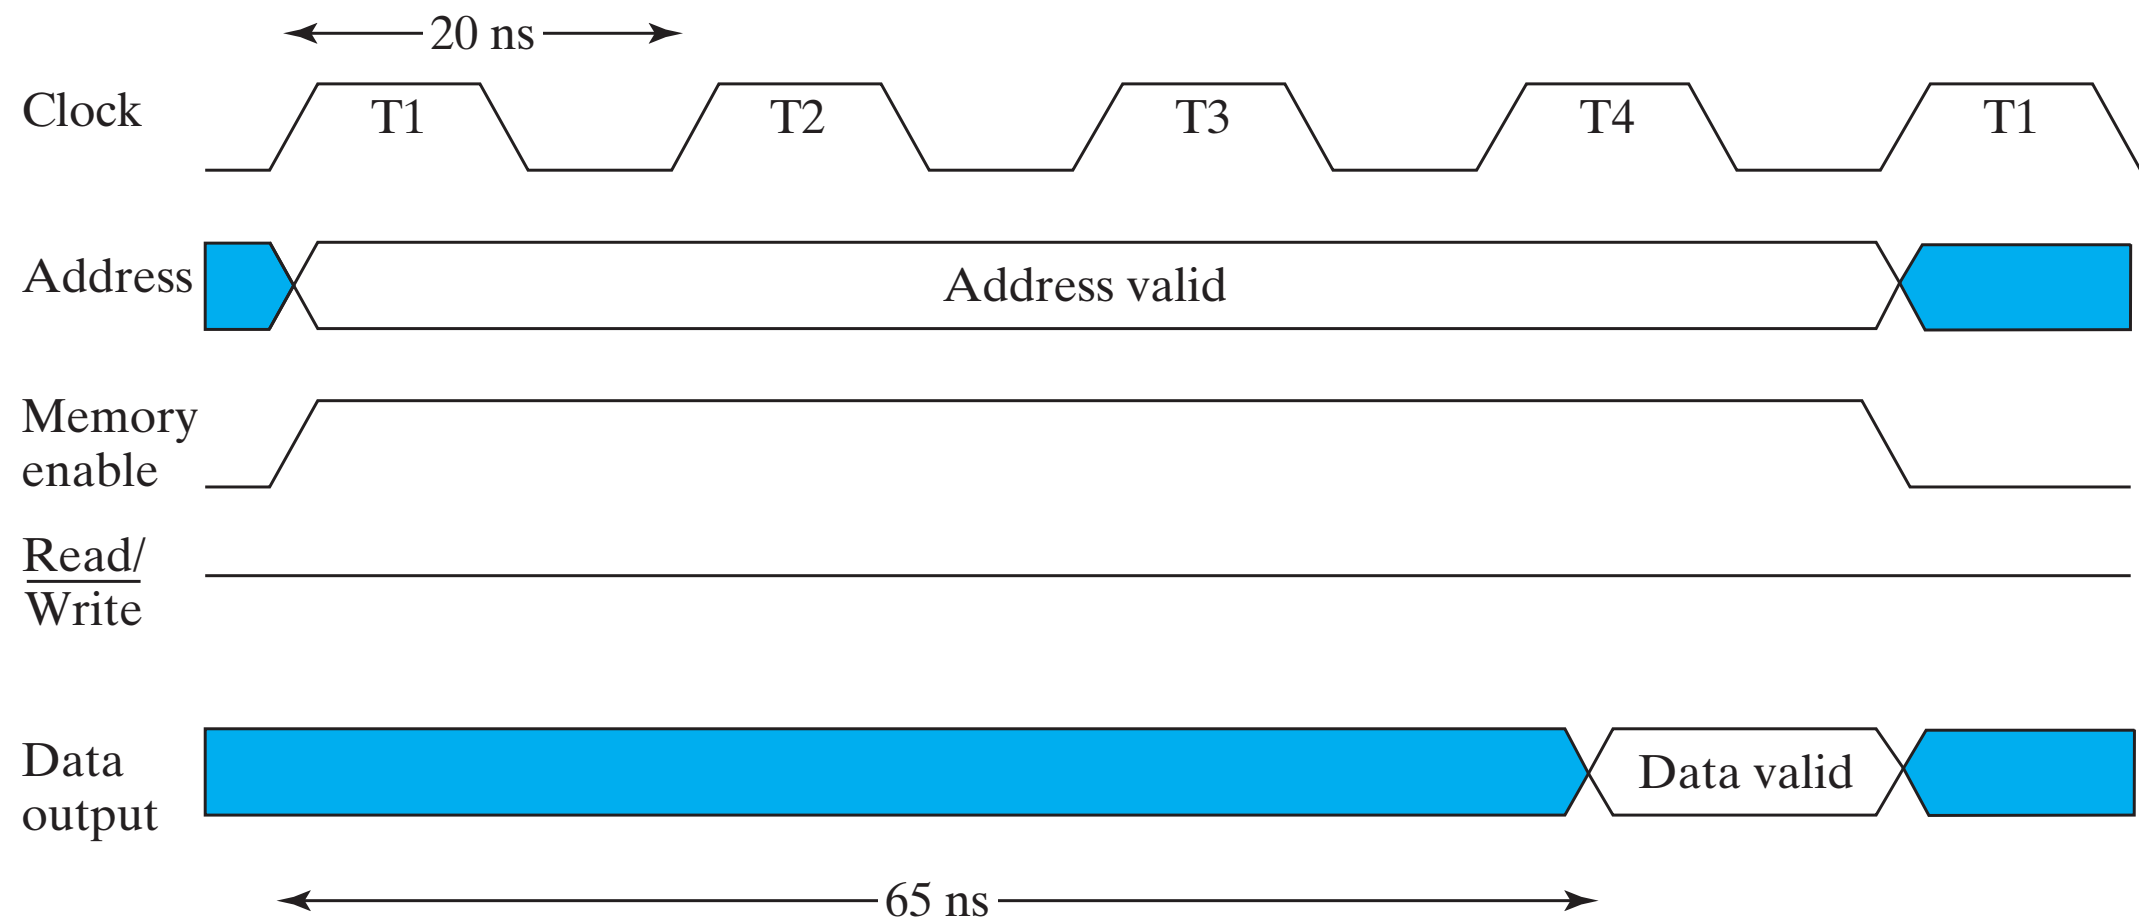 20 ns
Clock
T1
T2
T3
T4
T1
Address
Address valid
Memory
enable
Read/
Write
Data
output
Data valid
65 ns